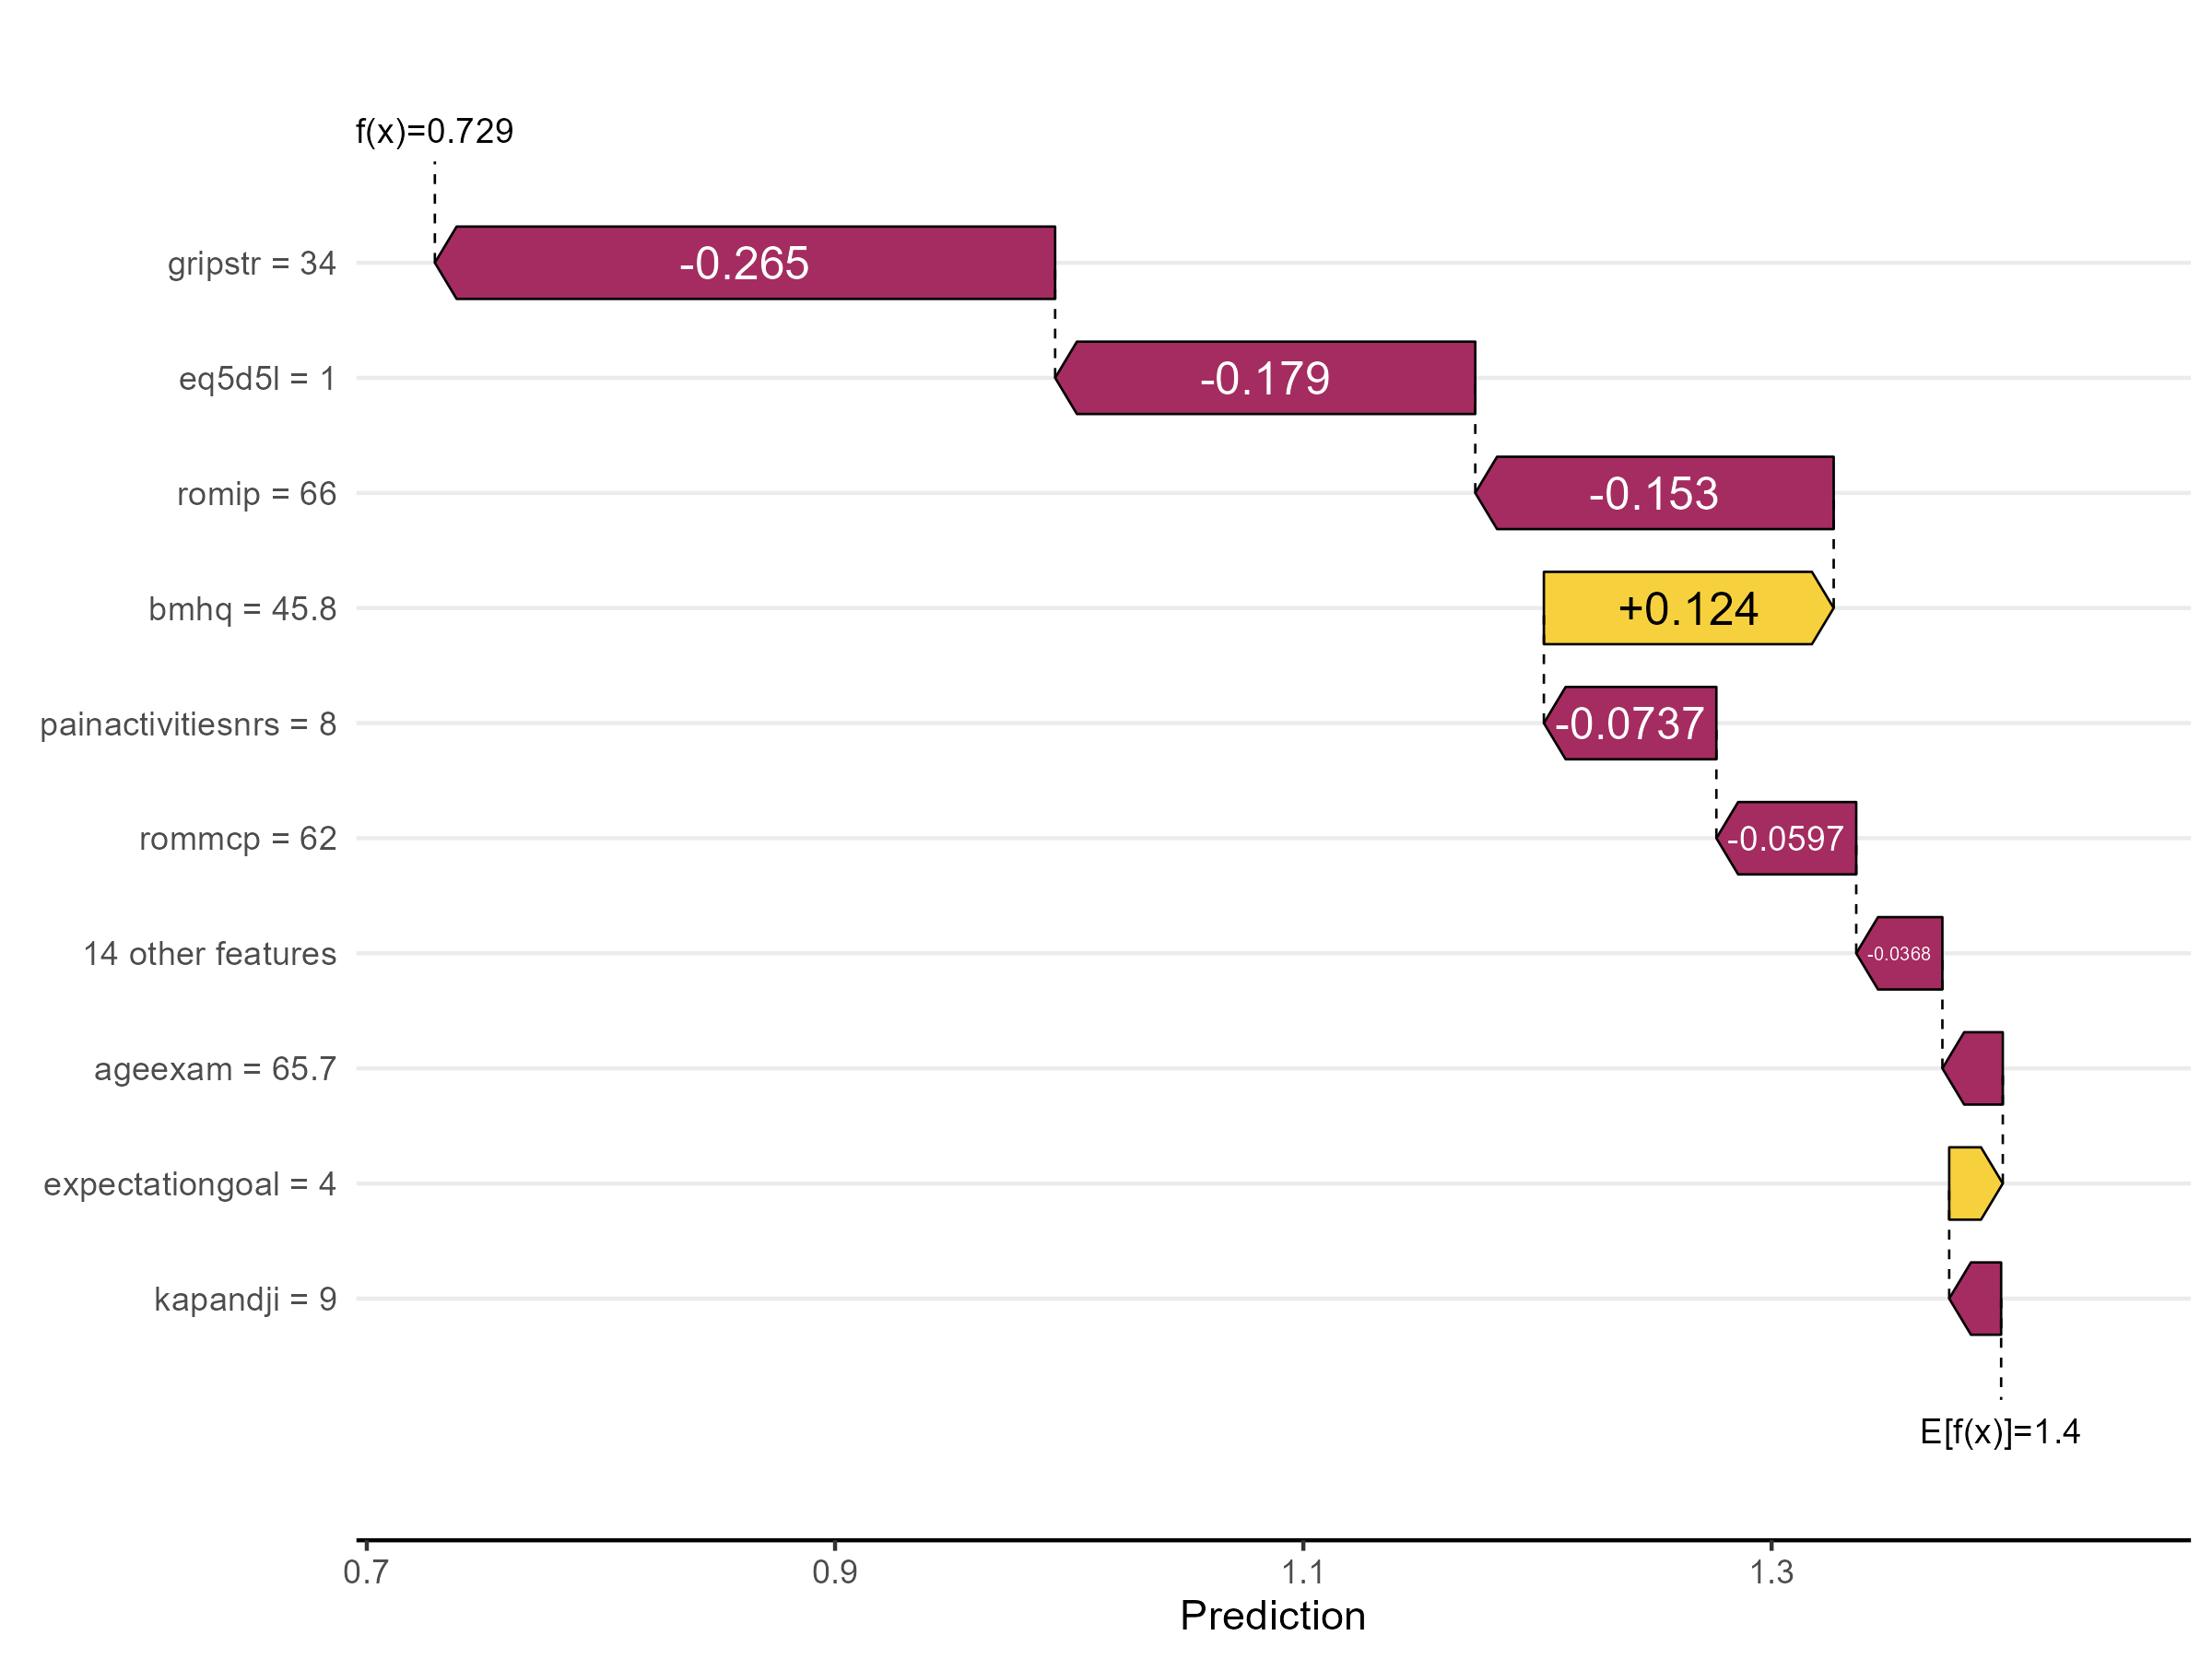 f(x)=0.729
gripstr = 34
-0.265
eq5d5l = 1
-0.179
romip = 66
-0.153
bmhq = 45.8
+0.124
painactivitiesnrs = 8
-0.0737
rommcp = 62
-0.0597
14 other features
-0.0368
ageexam = 65.7
expectationgoal = 4
kapandji = 9
E[f(x)]=1.4
0.7 0.9 1.1 1.3
Prediction